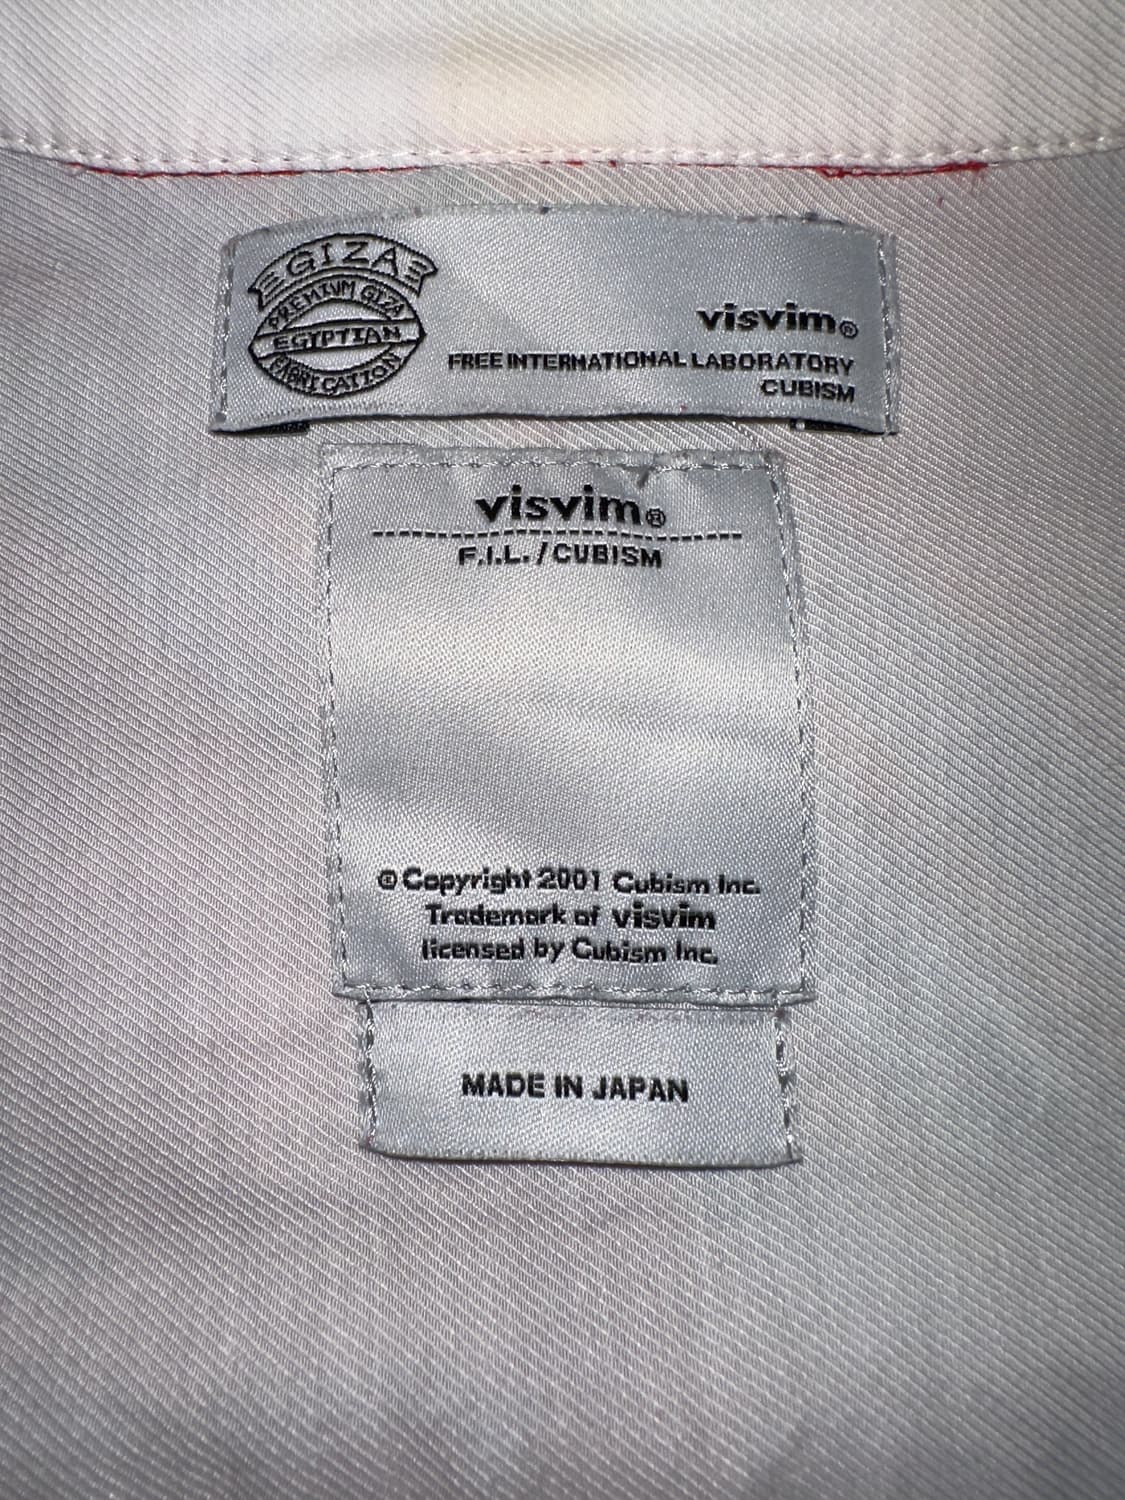 GIZA
PREMIUM GIZA
EGYPTIAN
FABRICATION
visvim®
FREE INTERNATIONAL LABORATORY
CUBISM
visvim®
F.I.L./CUBISM
© Copyright 2001 Cubism Inc.
Trademark of visvim
licensed by Cubism Inc.
MADE IN JAPAN